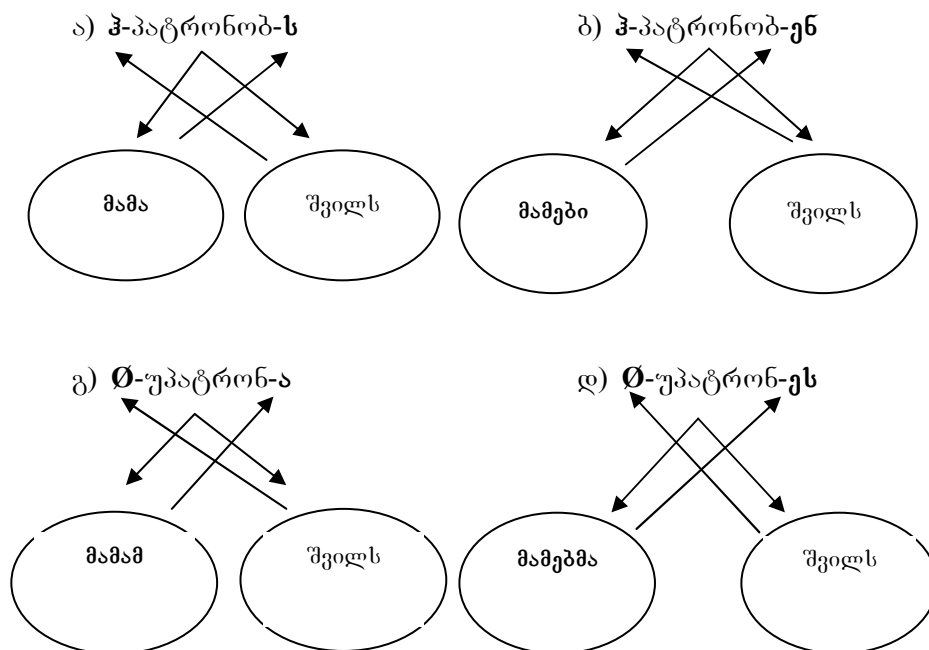 ა) ჰ-პატრონობ-ს ბ) ჰ-პატრონობ-ენ
მამა შვილს მამები შვილს
გ) Ø-უპატრონ-ა დ) Ø-უპატრონ-ეს
მამამ შვილს მამებმა შვილს